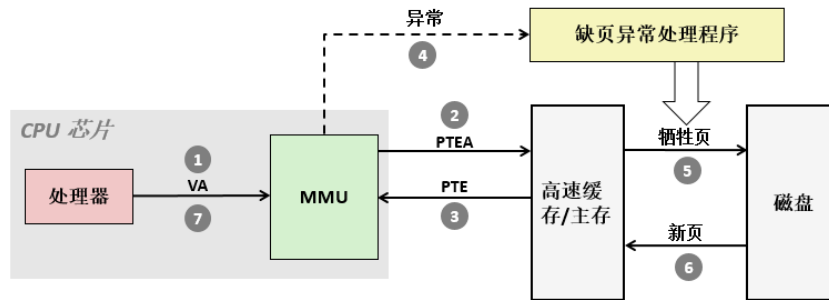 异常
4
缺页异常处理程序
CPU 芯片
1
VA
7
处理器
MMU
2
PTEA
PTE
3
高速缓
存/主存
牺牲页
5
新页
6
磁盘